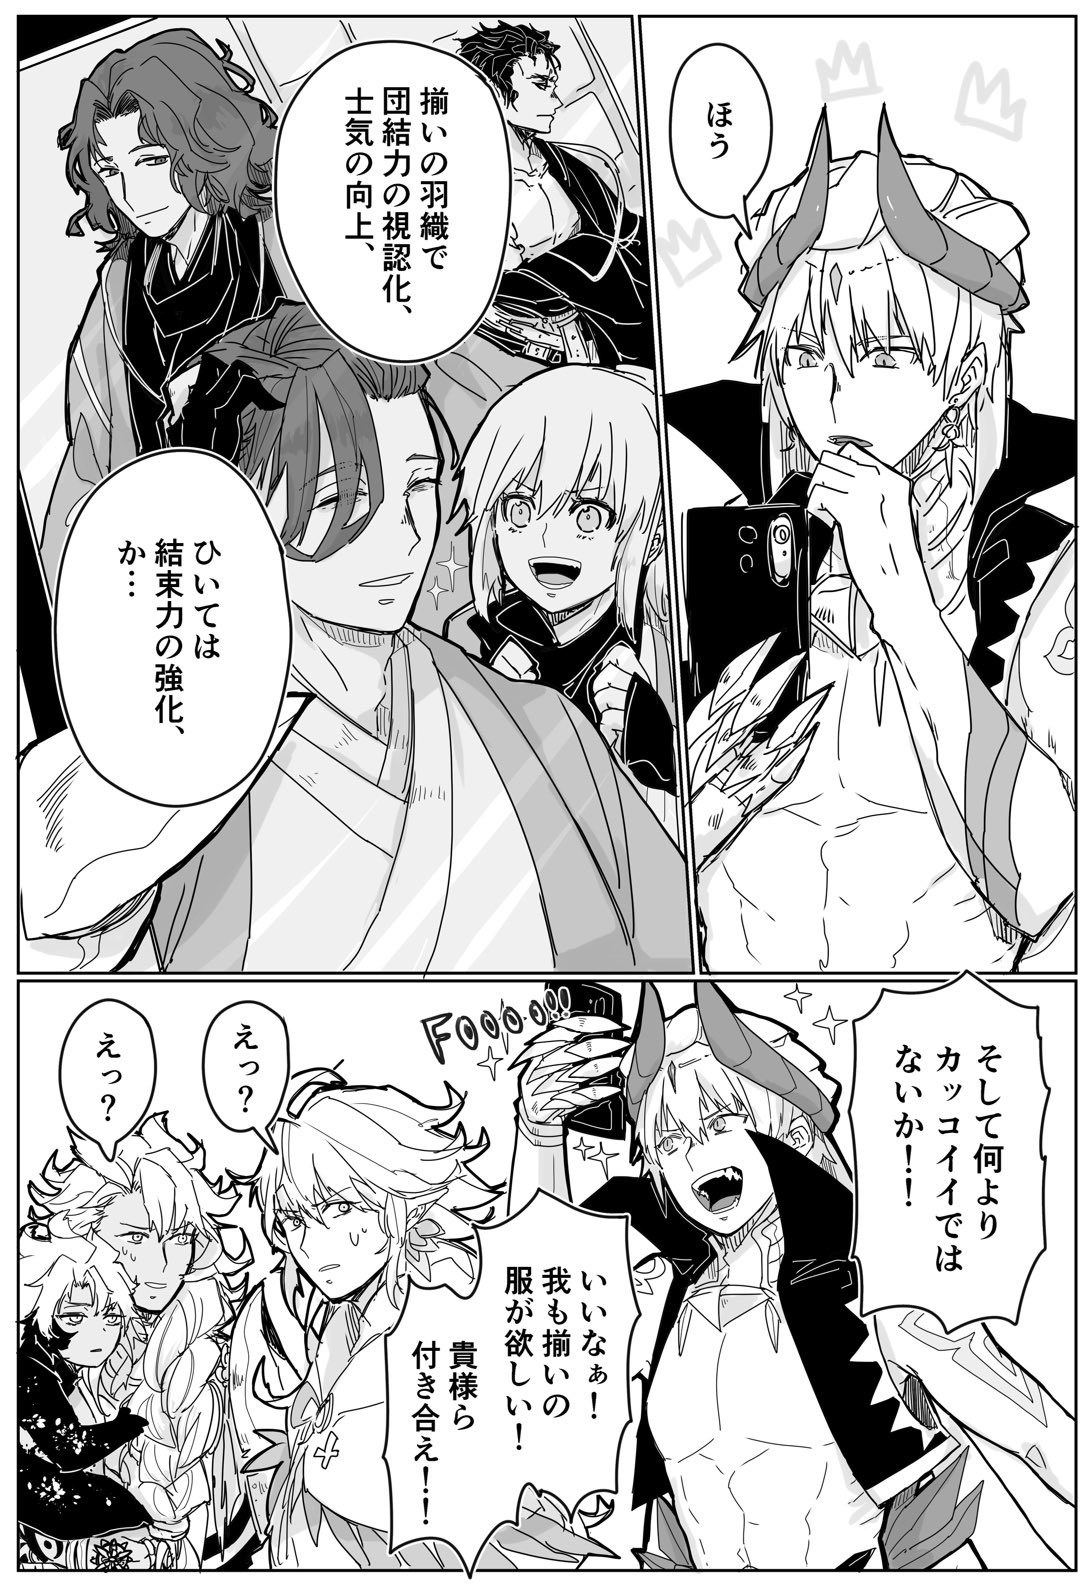 ほう
揃いの羽織で
団結力の視認化、
士気の向上、
ひいては
結束力の強化、
か…
そして何より
カッコイイでは
ないか！！
FOOOO!!
いいなぁ！
我も揃いの
服が欲しい！
貴様ら
付き合え！！
えっ？
えっ？